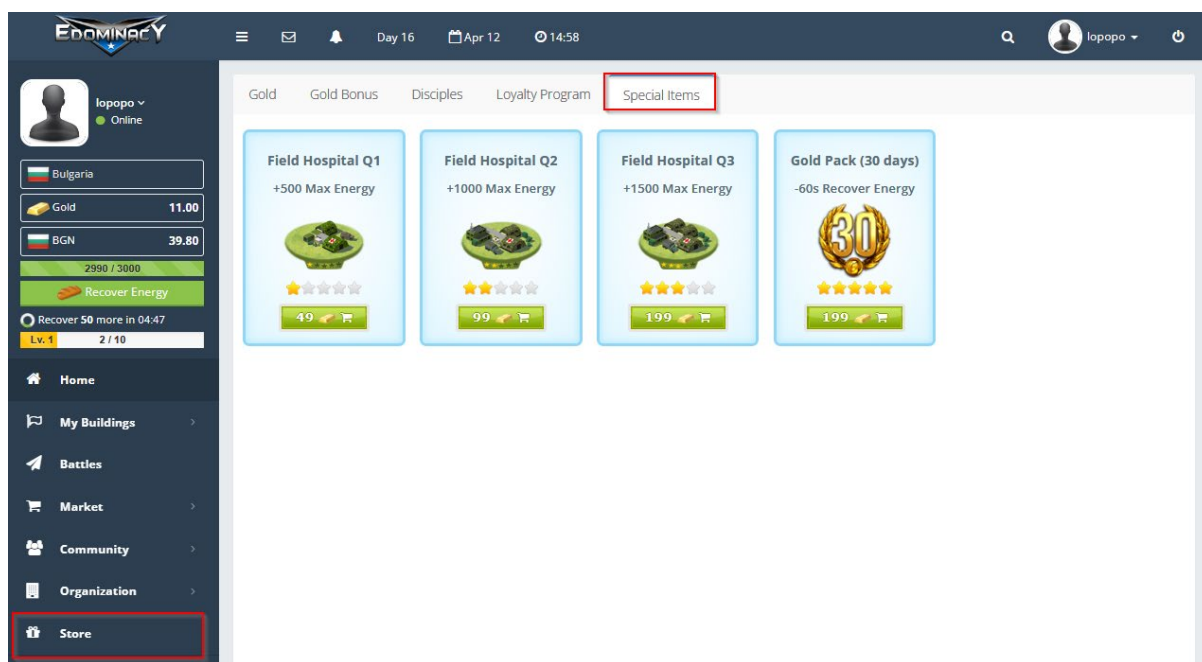 EDOMINACY
Day 16 Apr 12 14:58 lopopo
lopopo
Online
Bulgaria
Gold 11.00
BGN 39.80
2990 / 3000
Recover Energy
Recover 50 more in 04:47
Lv. 1 2 / 10
Home
My Buildings
Battles
Market
Community
Organization
Store
Gold Gold Bonus Disciples Loyalty Program Special Items
Field Hospital Q1
+500 Max Energy
49
Field Hospital Q2
+1000 Max Energy
99
Field Hospital Q3
+1500 Max Energy
199
Gold Pack (30 days)
-60s Recover Energy
30
199